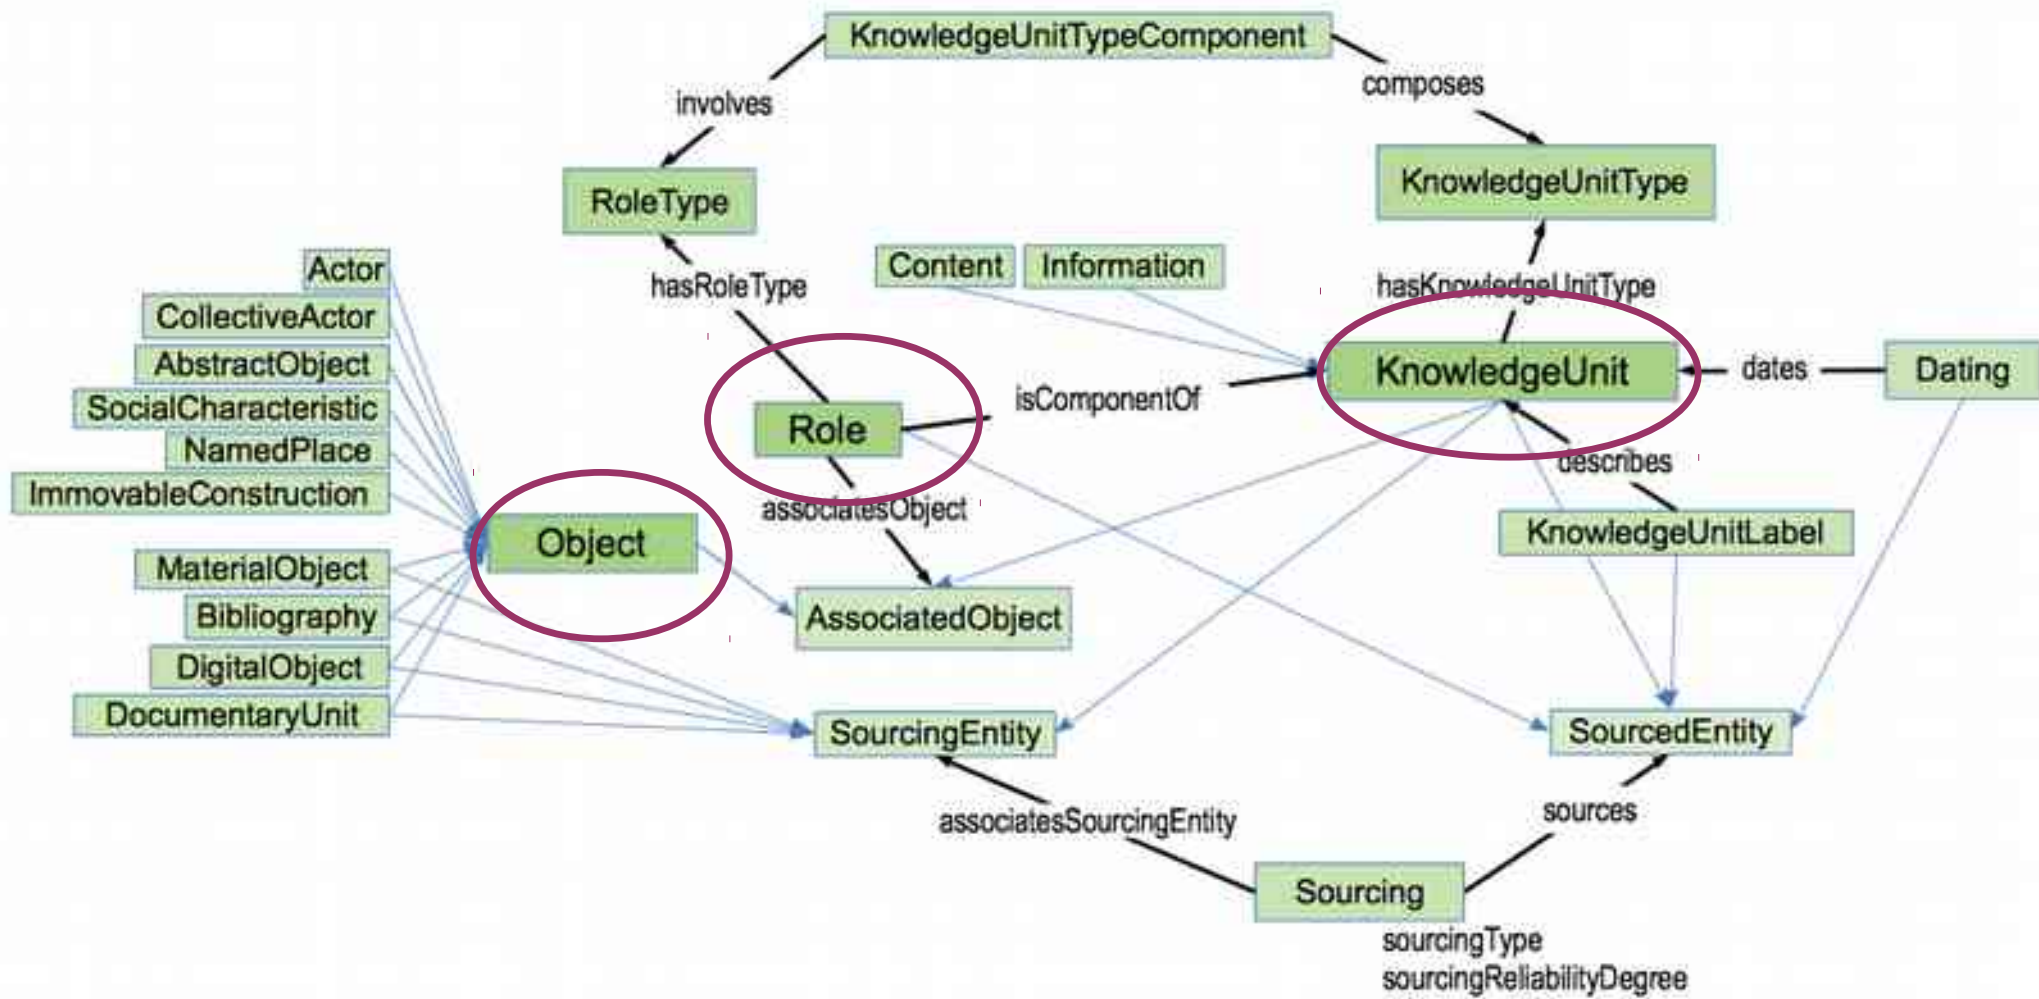 KnowledgeUnitTypeComponent
composes
involves
KnowledgeUnitType
RoleType
Actor
Content
Information
hasRoleType
hasKnowledgeUnitType
CollectiveActor
AbstractObject
KnowledgeUnit
dates
Dating
SocialCharacteristic
isComponentOf
Role
NamedPlace
describes
ImmovableConstruction
associatesObject
KnowledgeUnitLabel
Object
MaterialObject
Bibliography
AssociatedObject
DigitalObject
DocumentaryUnit
SourcingEntity
SourcedEntity
associatesSourcingEntity
sources
Sourcing
sourcingType
sourcingReliabilityDegree